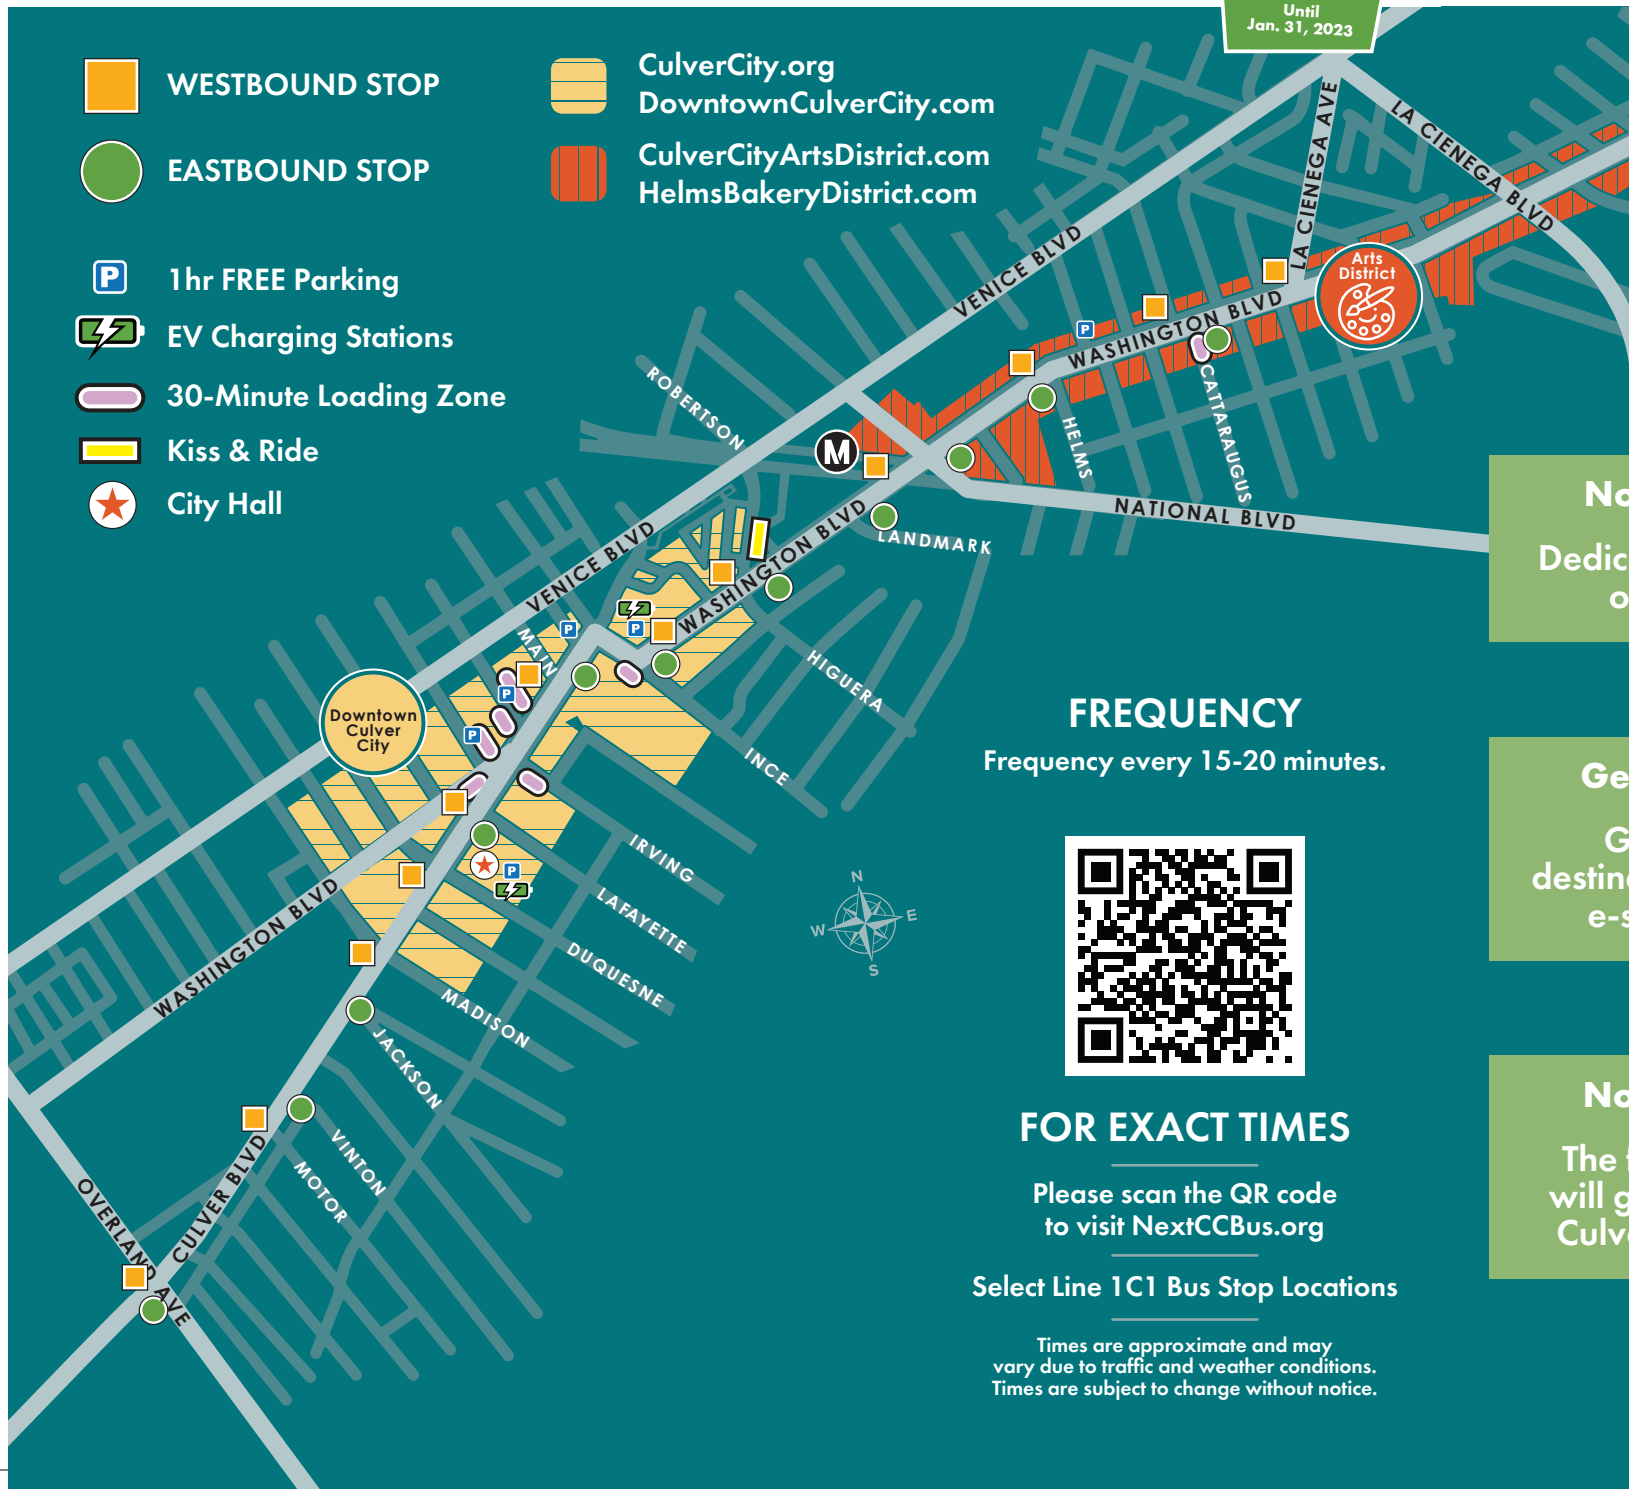 Until
Jan. 31, 2023
WESTBOUND STOP
EASTBOUND STOP
CulverCity.org
DowntownCulverCity.com
CulverCityArtsDistrict.com
HelmsBakeryDistrict.com
P
1hr FREE Parking
EV Charging Stations
30-Minute Loading Zone
Kiss & Ride
City Hall
LA CIENEGA AVE
LA CIENEGA BLVD
VENICE BLVD
Arts
District
WASHINGTON BLVD
P
ROBERTSON
CATTARAUGUS
HELMS
M
NATIONAL BLVD
LANDMARK
WASHINGTON BLVD
VENICE BLVD
P
P
MAIN
HIGUERA
INCE
P
P
Downtown
Culver
City
IRVING
LAFAYETTE
DUQUESNE
P
WASHINGTON BLVD
MADISON
JACKSON
VINTON
MOTOR
CULVER BLVD
OVERLAND AVE
N
W
E
S
FREQUENCY
Frequency every 15-20 minutes.
FOR EXACT TIMES
Please scan the QR code
to visit NextCCBus.org
Select Line 1C1 Bus Stop Locations
Times are approximate and may
vary due to traffic and weather conditions.
Times are subject to change without notice.
The
will